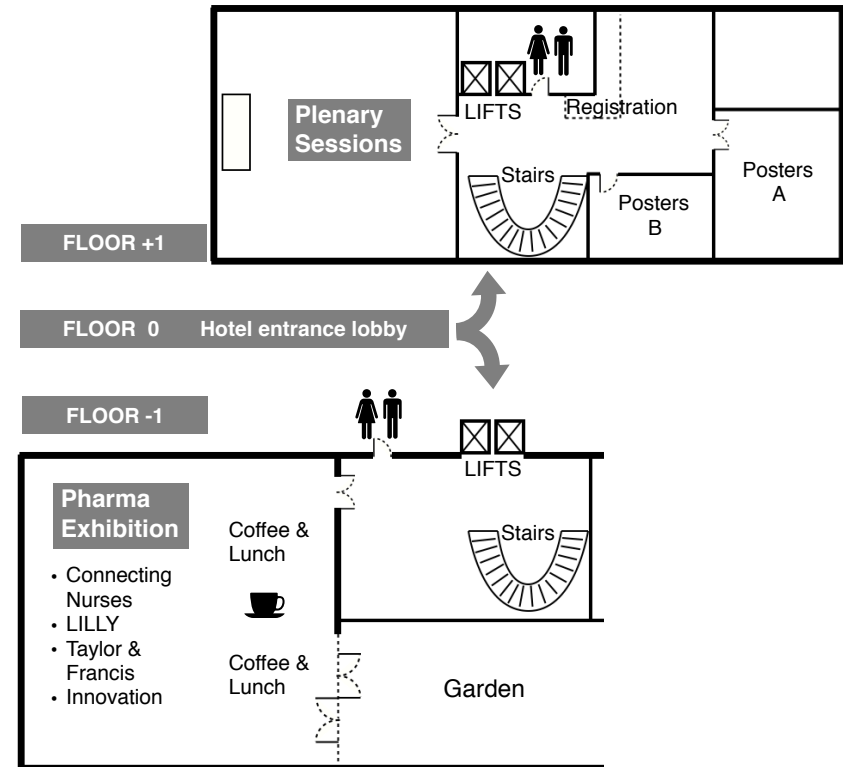 Plenary
Sessions
LIFTS
Registration
Stairs
Posters
A
Posters
B
FLOOR +1
FLOOR 0 Hotel entrance lobby
FLOOR -1
LIFTS
Pharma
Exhibition
Coffee &
Lunch
Stairs
• Connecting
Nurses
• LILLY
• Taylor &
Francis
• Innovation
Coffee &
Lunch
Garden